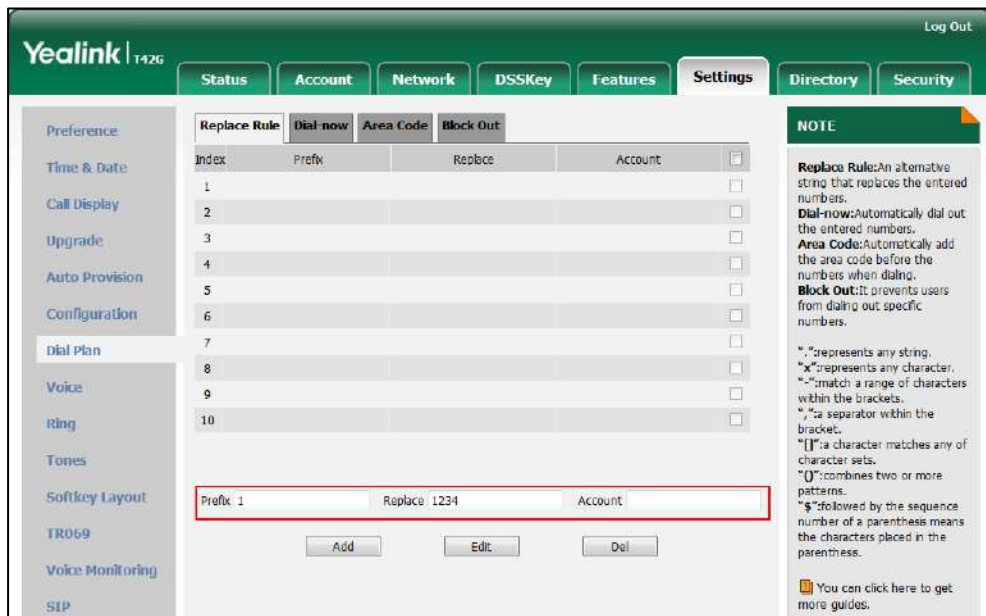 Log Out
Yealink T42G
Status Account Network DSSKey Features Settings Directory Security
Preference
Time & Date
Call Display
Upgrade
Auto Provision
Configuration
Dial Plan
Voice
Ring
Tones
Softkey Layout
TR069
Voice Monitoring
SIP
Replace Rule Dial-now Area Code Block Out
Index Prefix Replace Account
1
2
3
4
5
6
7
8
9
10
Prefix 1 Replace 1234 Account
Add Edit Del
NOTE
Replace Rule:An alternative
string that replaces the entered
numbers.
Dial-now:Automatically dial out
the entered numbers.
Area Code:Automatically add
the area code before the
numbers when dialing.
Block Out:It prevents users
from dialing out specific
numbers.
".":represents any string.
"x":represents any character.
"-":match a range of characters
within the brackets.
",":a separator within the
bracket.
"[]":a character matches any of
character sets.
"()":combines two or more
patterns.
"$":followed by the sequence
number of a parenthesis means
the characters placed in the
parenthess.
You can click here to get
more guides.